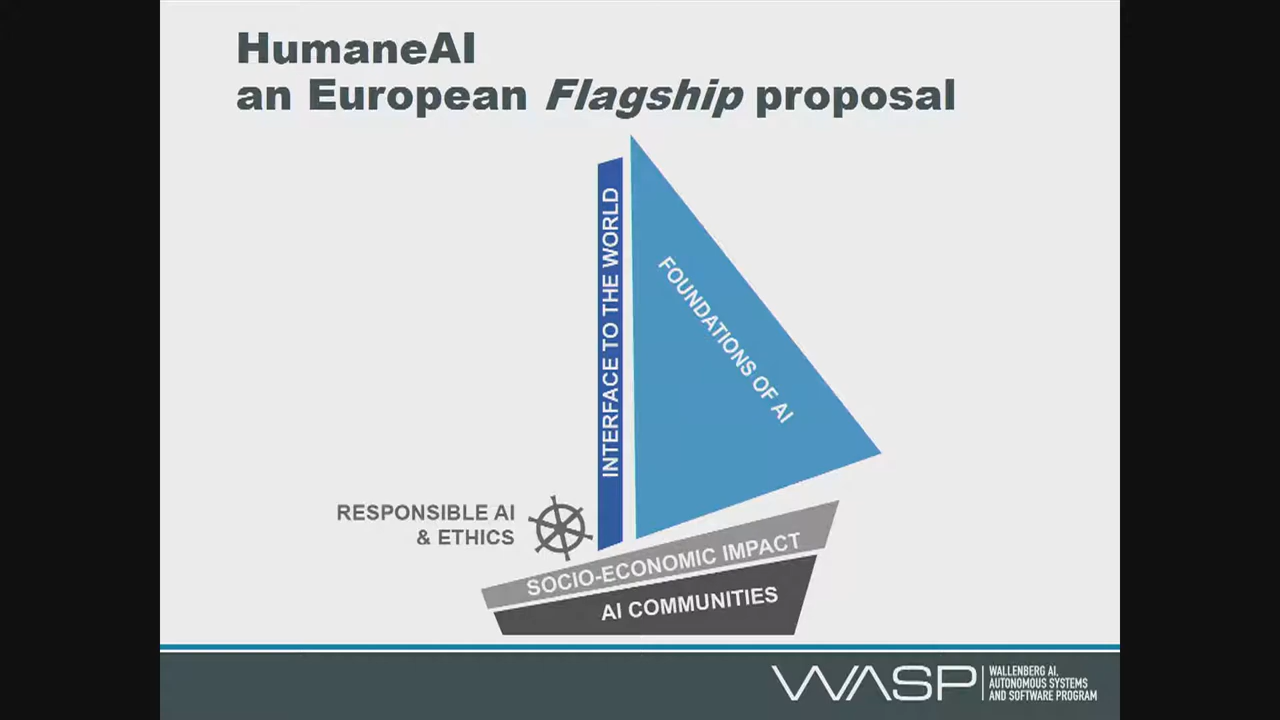 HumaneAI
an European Flagship proposal
INTERFACE TO THE WORLD
FOUNDATIONS OF AI
RESPONSIBLE AI
& ETHICS
SOCIO-ECONOMIC IMPACT
AI COMMUNITIES
WASP
WALLENBERG AI,
AUTONOMOUS SYSTEMS
AND SOFTWARE PROGRAM